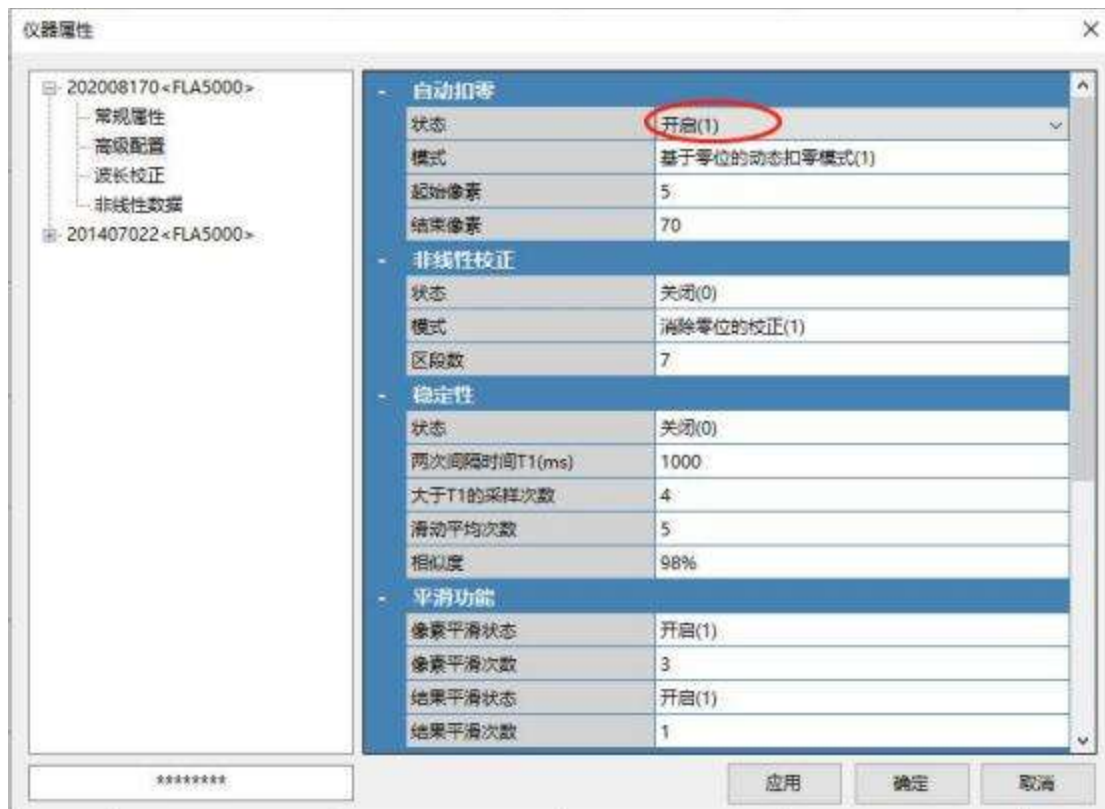 仪器属性
202008170<FLA5000>
常规属性
高级配置
波长校正
非线性数据
201407022<FLA5000>
- 自动扣零
状态 开启(1)
模式 基于零位的动态扣零模式(1)
起始像素 5
结束像素 70
- 非线性校正
状态 关闭(0)
模式 消除零位的校正(1)
区段数 7
- 稳定性
状态 关闭(0)
两次间隔时间T1(ms) 1000
大于T1的采样次数 4
滑动平均次数 5
相似度 98%
- 平滑功能
像素平滑状态 开启(1)
像素平滑次数 3
结果平滑状态 开启(1)
结果平滑次数 1
********
应用 确定 取消